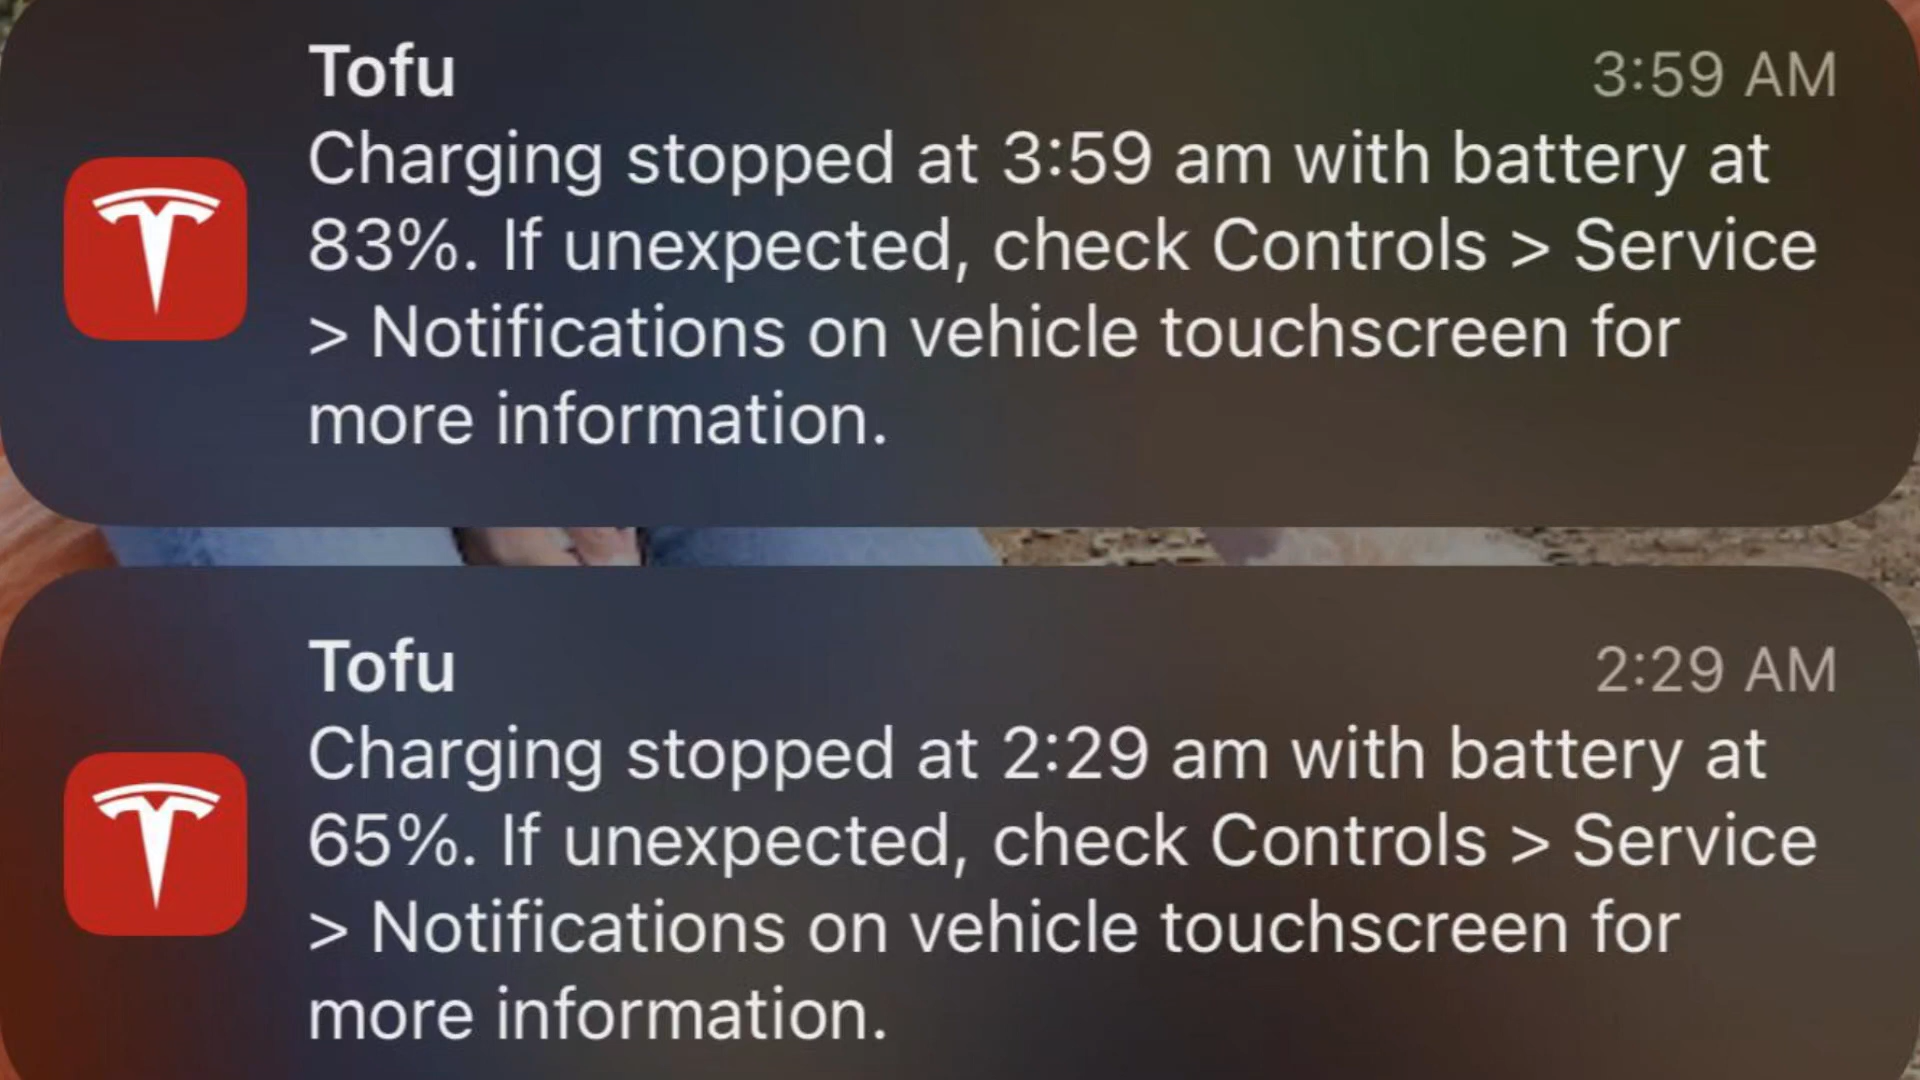 Tofu
3:59 AM
Charging stopped at 3:59 am with battery at
83%. If unexpected, check Controls > Service
> Notifications on vehicle touchscreen for
more information.
Tofu
2:29 AM
Charging stopped at 2:29 am with battery at
65%. If unexpected, check Controls > Service
> Notifications on vehicle touchscreen for
more information.